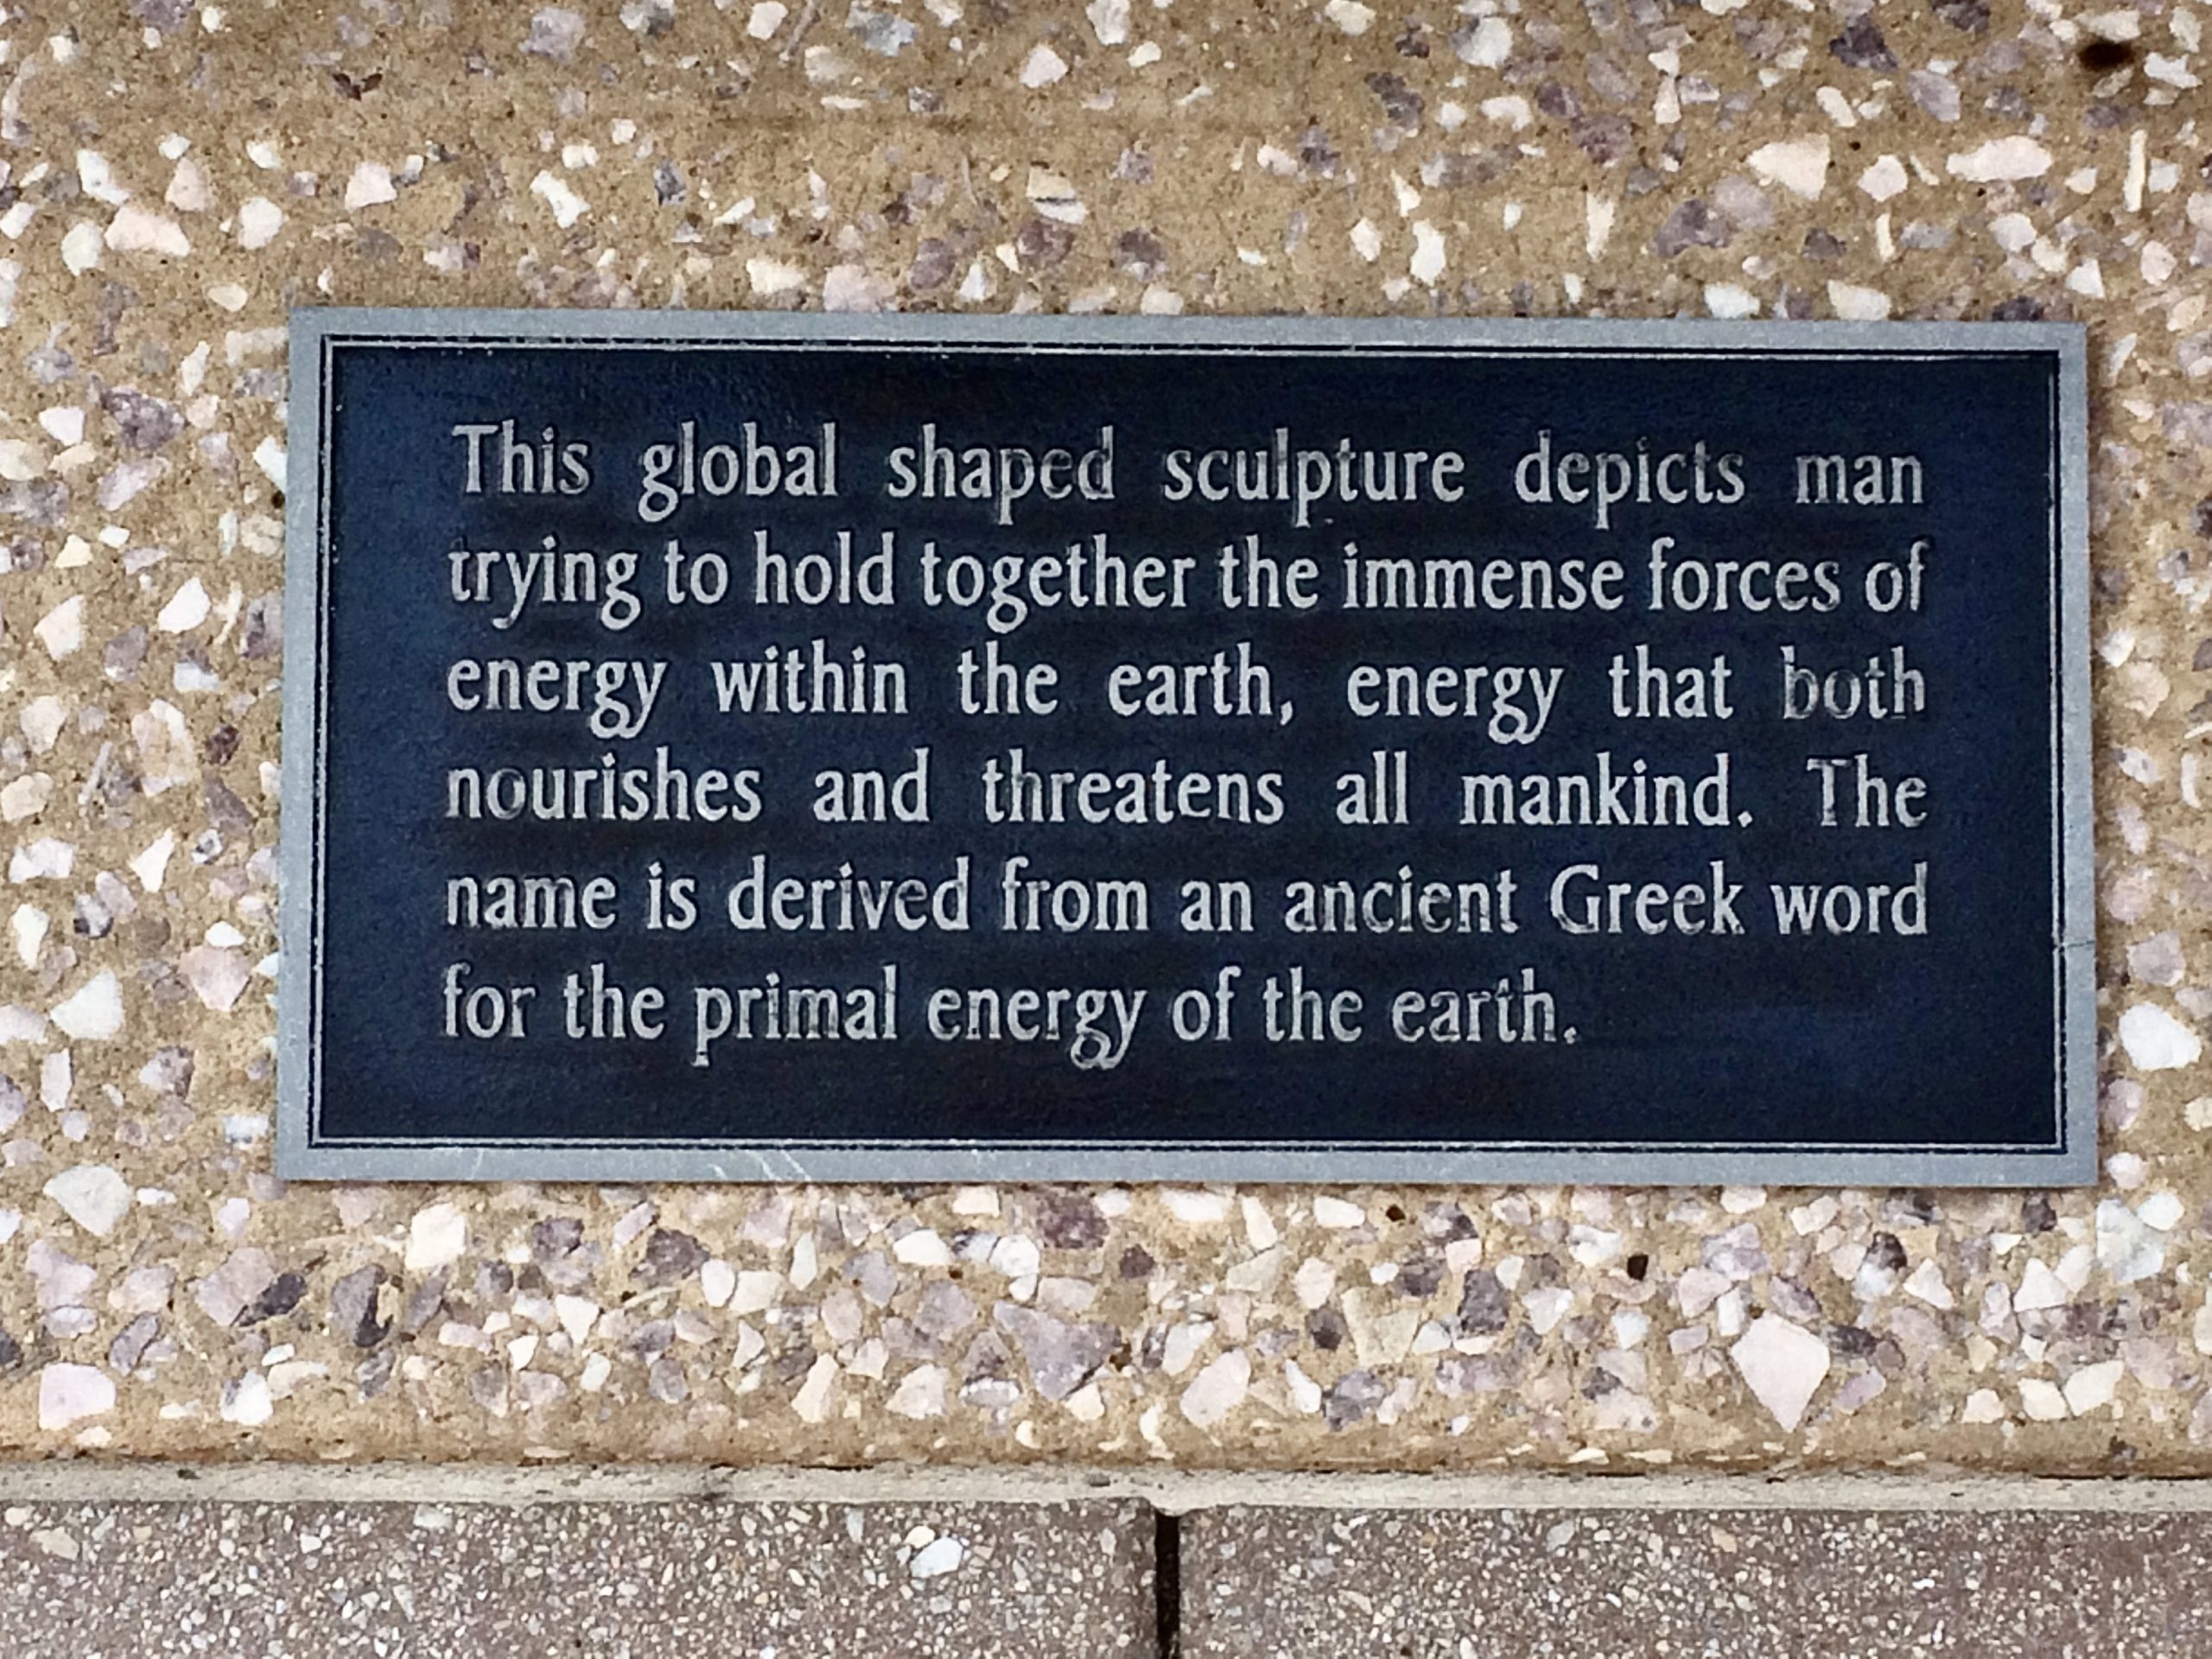 This global shaped sculpture depicts man
trying to hold together the immense forces of
energy within the earth, energy that both
nourishes and threatens all mankind. The
name is derived from an ancient Greek word
for the primal energy of the earth.